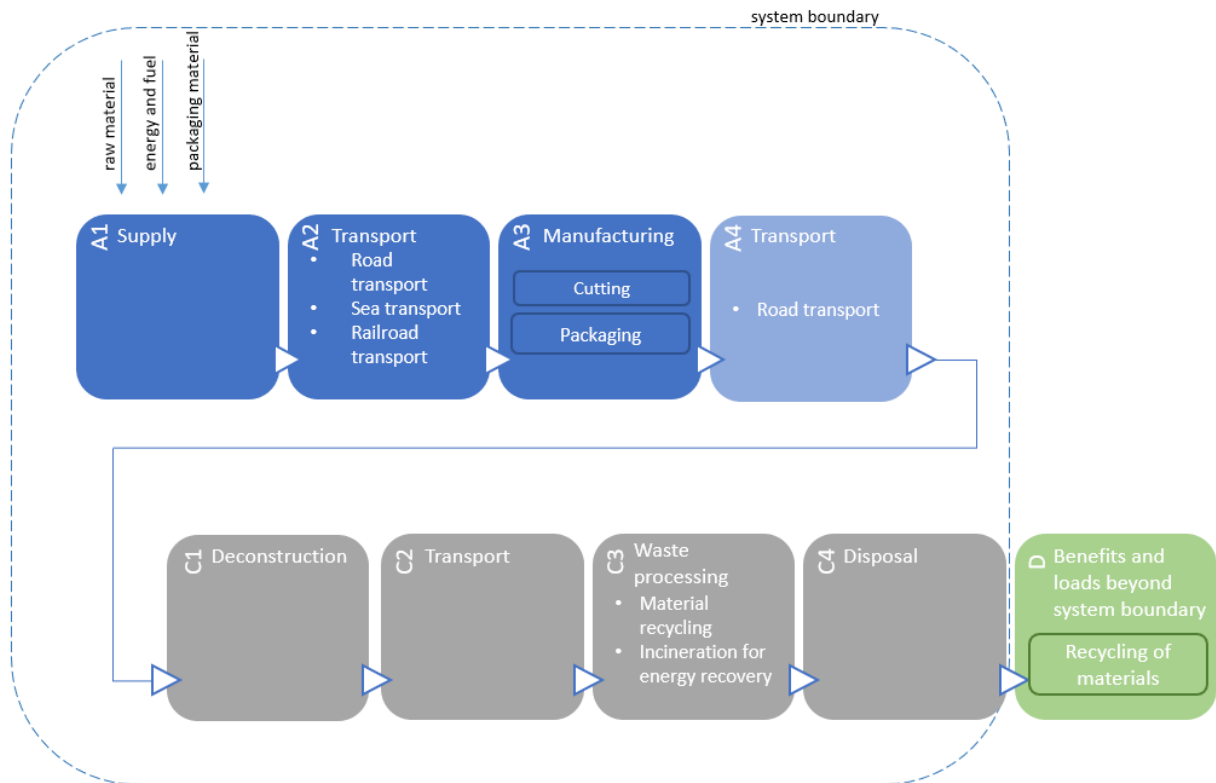 system boundary
raw material
energy and fuel
packaging material
A1 Supply
A2 Transport
• Road
transport
• Sea transport
• Railroad
transport
A3 Manufacturing
Cutting
Packaging
A4 Transport
• Road transport
C1 Deconstruction
C2 Transport
C3 Waste
processing
• Material
recycling
• Incineration for
energy recovery
C4 Disposal
D Benefits and
loads beyond
system boundary
Recycling of
materials